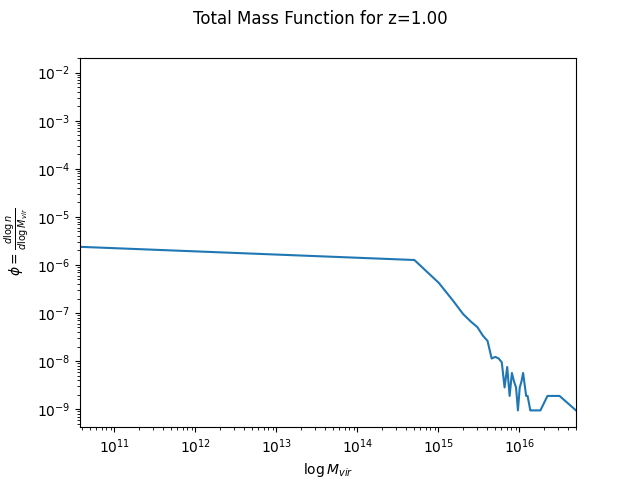 Total Mass Function for z=1.00
10⁻²
10⁻³
10⁻⁴
10⁻⁵
10⁻⁶
10⁻⁷
10⁻⁸
10⁻⁹
ϕ = d log n / d log M_vir
10¹¹ 10¹² 10¹³ 10¹⁴ 10¹⁵ 10¹⁶
log M_vir